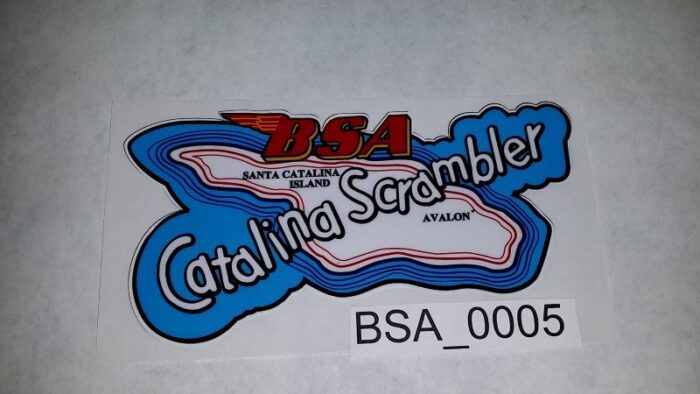 BSA
SANTA CATALINA
ISLAND
Catalina Scrambler
AVALON
BSA_0005